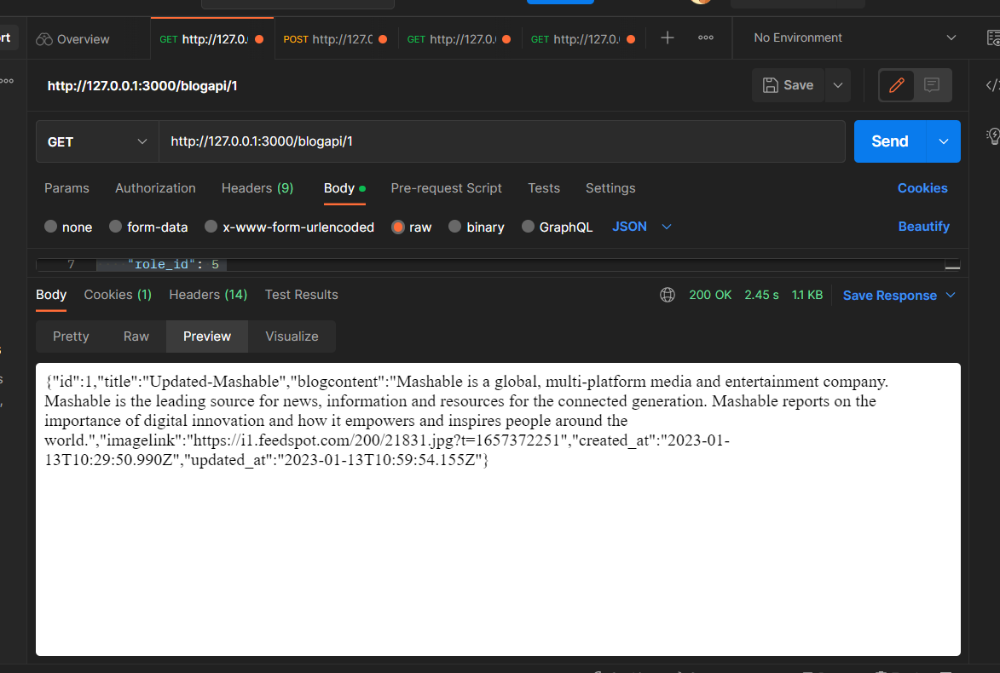 rt
Overview
GET http://127.0.
POST http://127.0
GET http://127.0.
GET http://127.0.
No Environment
http://127.0.0.1:3000/blogapi/1
Save
GET
http://127.0.0.1:3000/blogapi/1
Send
Params Authorization Headers (9) Body Pre-request Script Tests Settings Cookies
none form-data x-www-form-urlencoded raw binary GraphQL JSON Beautify
7 "role_id": 5
Body Cookies (1) Headers (14) Test Results 200 OK 2.45 s 1.1 KB Save Response
Pretty Raw Preview Visualize
{"id":1,"title":"Updated-Mashable","blogcontent":"Mashable is a global, multi-platform media and entertainment company.
Mashable is the leading source for news, information and resources for the connected generation. Mashable reports on the
importance of digital innovation and how it empowers and inspires people around the
world.","imagelink":"https://i1.feedspot.com/200/21831.jpg?t=1657372251","created_at":"2023-01-
13T10:29:50.990Z","updated_at":"2023-01-13T10:59:54.155Z"}